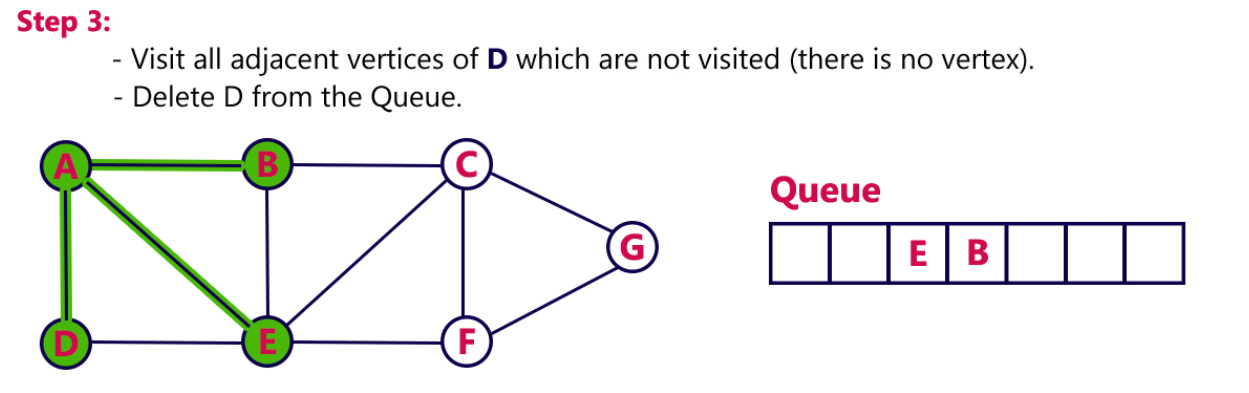 Step 3:
- Visit all adjacent vertices of D which are not visited (there is no vertex).
- Delete D from the Queue.
A
B
C
G
D
E
F
Queue
E B